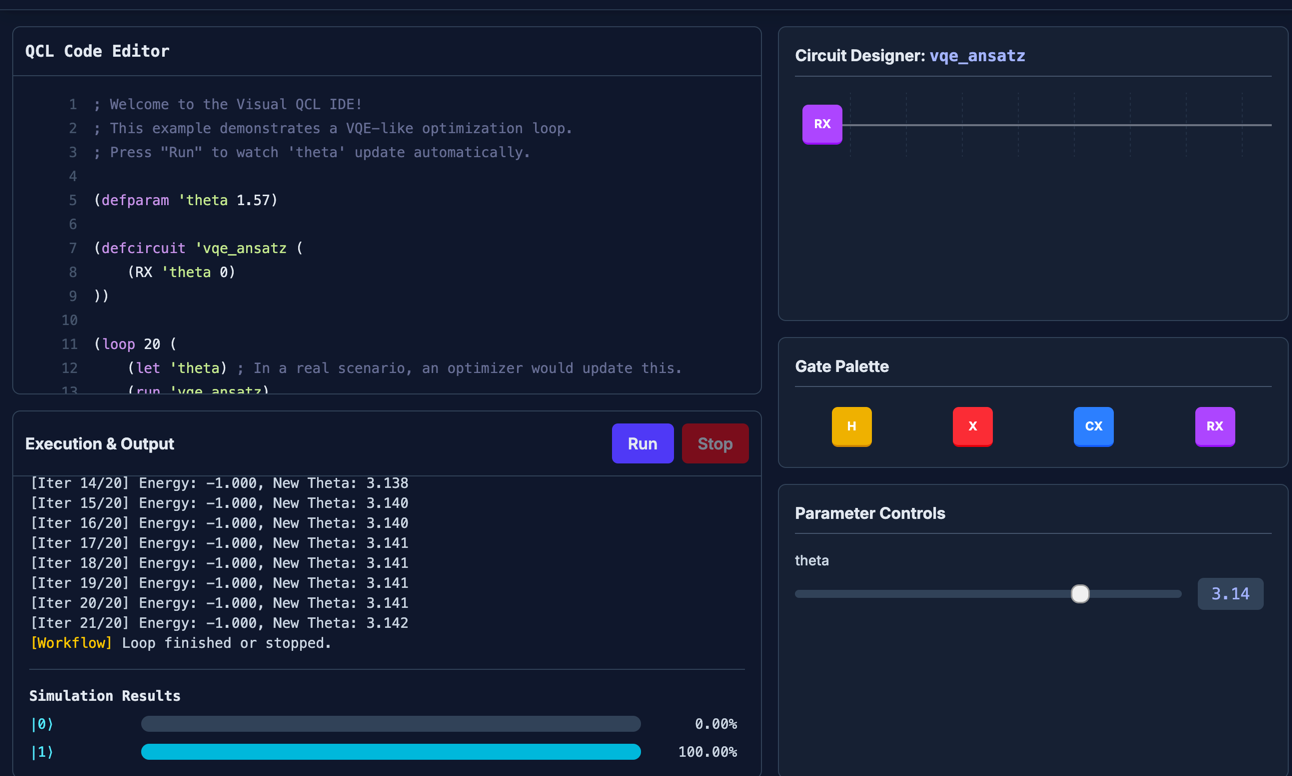 QCL Code Editor
1 ; Welcome to the Visual QCL IDE!
2 ; This example demonstrates a VQE-like optimization loop.
3 ; Press "Run" to watch 'theta' update automatically.
4
5 (defparam 'theta 1.57)
6
7 (defcircuit 'vqe_ansatz (
8     (RX 'theta 0)
9 ))
10
11 (loop 20 (
12     (let 'theta) ; In a real scenario, an optimizer would update this.
13     (run 'vqe_ansatz)
Execution & Output
Run
Stop
[Iter 14/20] Energy: -1.000, New Theta: 3.138
[Iter 15/20] Energy: -1.000, New Theta: 3.140
[Iter 16/20] Energy: -1.000, New Theta: 3.140
[Iter 17/20] Energy: -1.000, New Theta: 3.141
[Iter 18/20] Energy: -1.000, New Theta: 3.141
[Iter 19/20] Energy: -1.000, New Theta: 3.141
[Iter 20/20] Energy: -1.000, New Theta: 3.141
[Iter 21/20] Energy: -1.000, New Theta: 3.142
[Workflow] Loop finished or stopped.
Simulation Results
|0⟩ 0.00%
|1⟩ 100.00%
Circuit Designer: vqe_ansatz
RX
Gate Palette
H X CX RX
Parameter Controls
theta
3.14